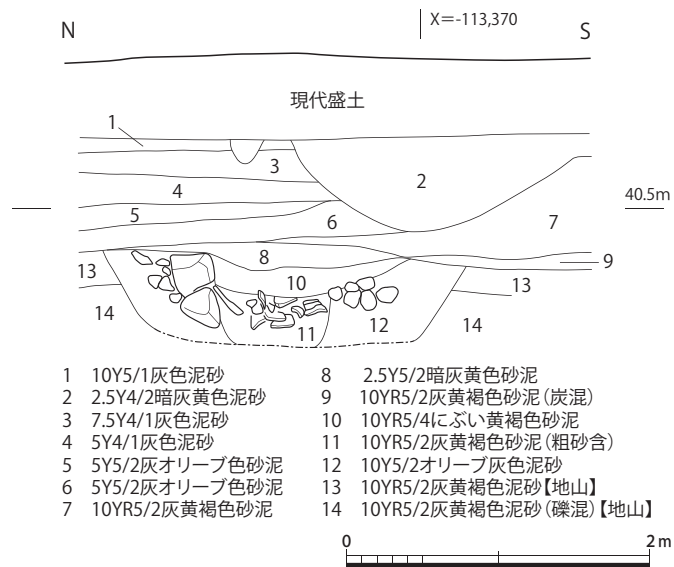 N
X=-113,370
S
現代盛土
1
3
2
4
40.5m
5
6
7
8
9
13
10
13
14
11
12
14
1 10Y5/1灰色泥砂
2 2.5Y4/2暗灰黄色泥砂
3 7.5Y4/1灰色泥砂
4 5Y4/1灰色泥砂
5 5Y5/2灰オリーブ色砂泥
6 5Y5/2灰オリーブ色砂泥
7 10YR5/2灰黄褐色砂泥
8 2.5Y5/2暗灰黄色砂泥
9 10YR5/2灰黄褐色砂泥（炭混）
10 10YR5/4にぶい黄褐色砂泥
11 10YR5/2灰黄褐色砂泥（粗砂含）
12 10Y5/2オリーブ灰色泥砂
13 10YR5/2灰黄褐色泥砂【地山】
14 10YR5/2灰黄褐色泥砂（礫混）【地山】
0 2m